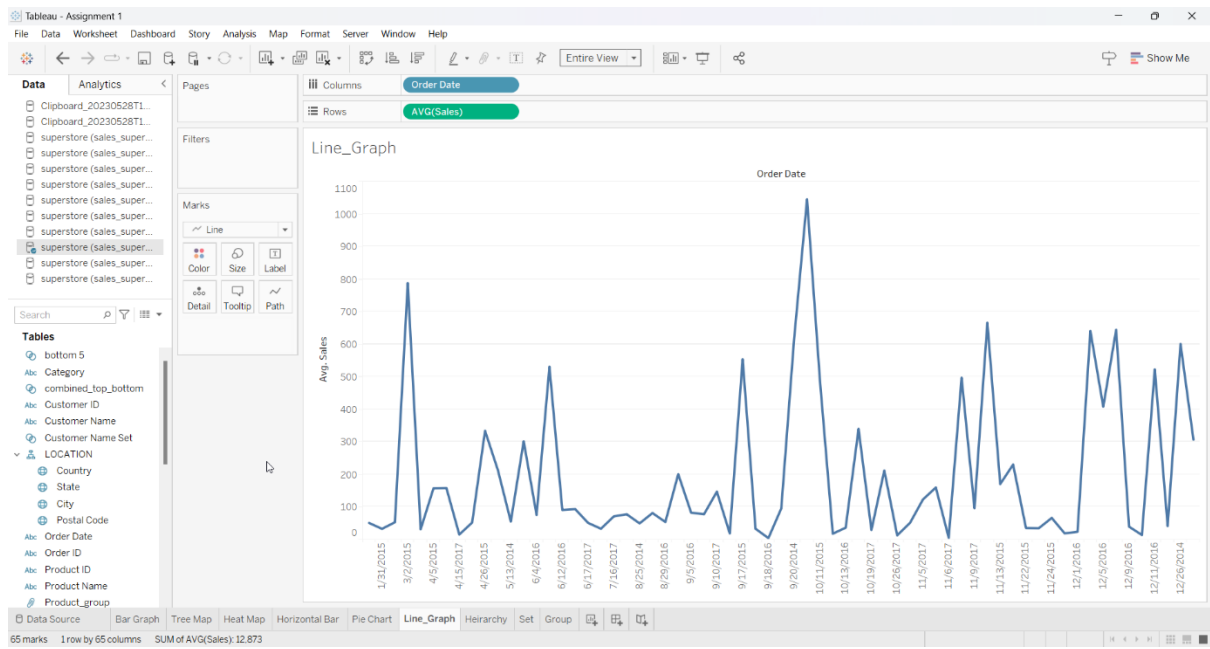 Tableau - Assignment 1
File Data Worksheet Dashboard Story Analysis Map Format Server Window Help
Entire View
Show Me
Data Analytics
Clipboard_20230528T1...
Clipboard_20230528T1...
superstore (sales_super...
superstore (sales_super...
superstore (sales_super...
superstore (sales_super...
superstore (sales_super...
superstore (sales_super...
superstore (sales_super...
superstore (sales_super...
superstore (sales_super...
superstore (sales_super...
Search
Tables
bottom 5
Abc Category
combined_top_bottom
Abc Customer ID
Abc Customer Name
Customer Name Set
LOCATION
Country
State
City
Postal Code
Abc Order Date
Abc Order ID
Abc Product ID
Abc Product Name
Product_group
Pages
Filters
Marks
Line
Color Size Label
Detail Tooltip Path
Columns Order Date
Rows AVG(Sales)
Line_Graph
Order Date
Avg. Sales
1100
1000
900
800
700
600
500
400
300
200
100
0
1/31/2015
3/2/2015
4/5/2015
4/15/2017
4/26/2015
5/13/2014
6/4/2016
6/12/2016
6/17/2017
7/16/2017
8/25/2014
8/29/2016
9/5/2016
9/10/2017
9/17/2015
9/18/2016
9/20/2014
10/11/2015
10/13/2016
10/19/2017
10/26/2017
11/5/2017
11/6/2017
11/9/2017
11/13/2015
11/22/2015
11/24/2015
12/1/2016
12/5/2016
12/9/2016
12/11/2016
12/26/2014
Data Source Bar Graph Tree Map Heat Map Horizontal Bar Pie Chart Line_Graph Heirarchy Set Group
65 marks 1 row by 65 columns SUM of AVG(Sales): 12,873